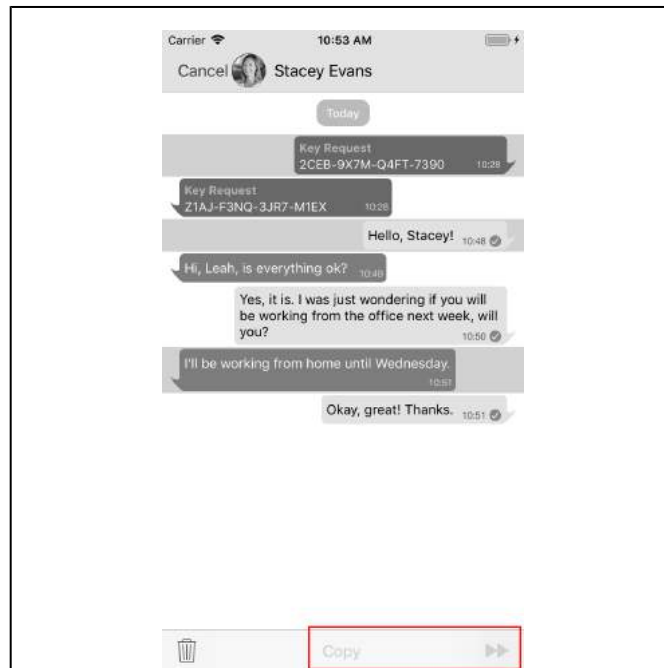 Carrier 10:53 AM
Cancel Stacey Evans
Today
Key Request
2CEB-9X7M-Q4FT-7390 10:28
Key Request
Z1AJ-F3NQ-3JR7-M1EX 10:28
Hello, Stacey! 10:48
Hi, Leah, is everything ok? 10:49
Yes, it is. I was just wondering if you will
be working from the office next week, will
you? 10:50
I'll be working from home until Wednesday.
10:51
Okay, great! Thanks. 10:51
Copy